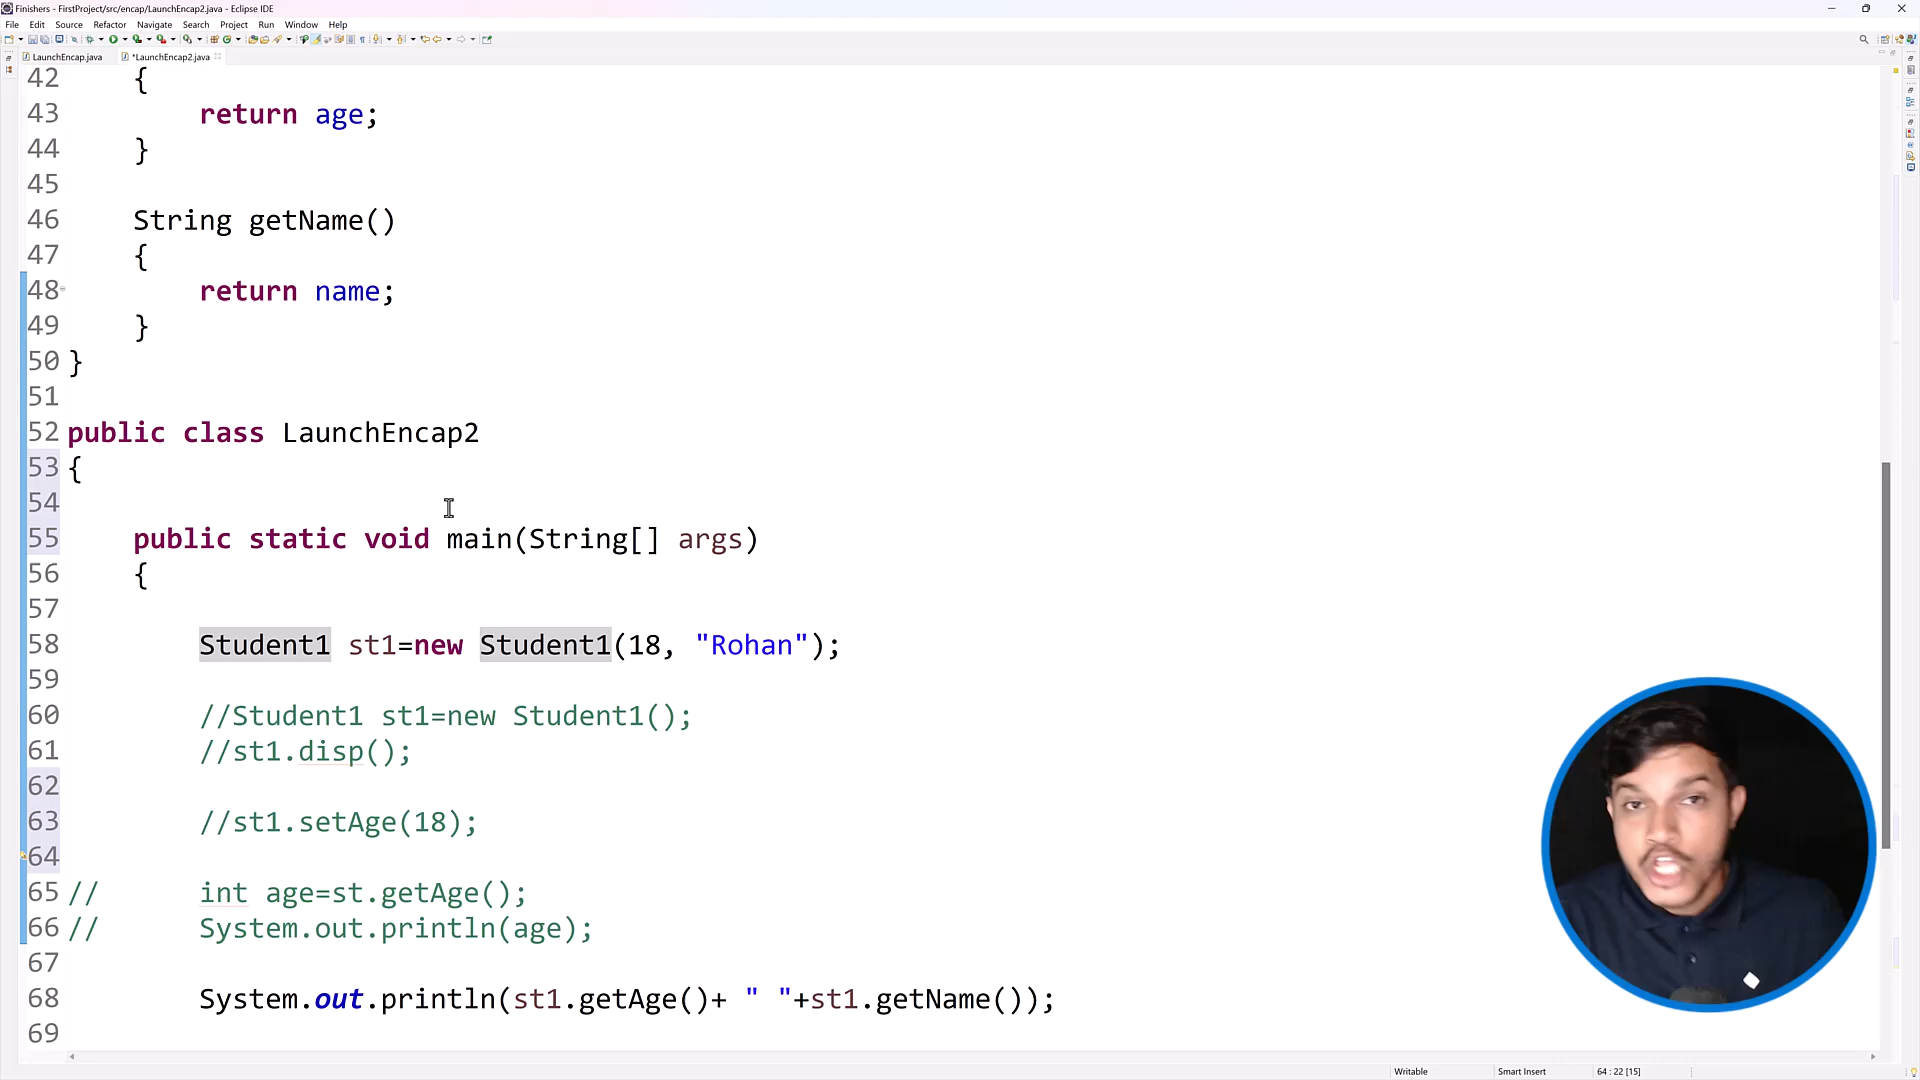 Finishers - FirstProject/src/encap/LaunchEncap2.java - Eclipse IDE
File Edit Source Refactor Navigate Search Project Run Window Help
LaunchEncap.java *LaunchEncap2.java
42 {
43 return age;
44 }
45
46 String getName()
47 {
48 return name;
49 }
50 }
51
52 public class LaunchEncap2
53 {
54
55 public static void main(String[] args)
56 {
57
58 Student1 st1=new Student1(18, "Rohan");
59
60 //Student1 st1=new Student1();
61 //st1.disp();
62
63 //st1.setAge(18);
64
65 // int age=st.getAge();
66 // System.out.println(age);
67
68 System.out.println(st1.getAge()+ " "+st1.getName());
69
Writable Smart Insert 64 : 22 [15]